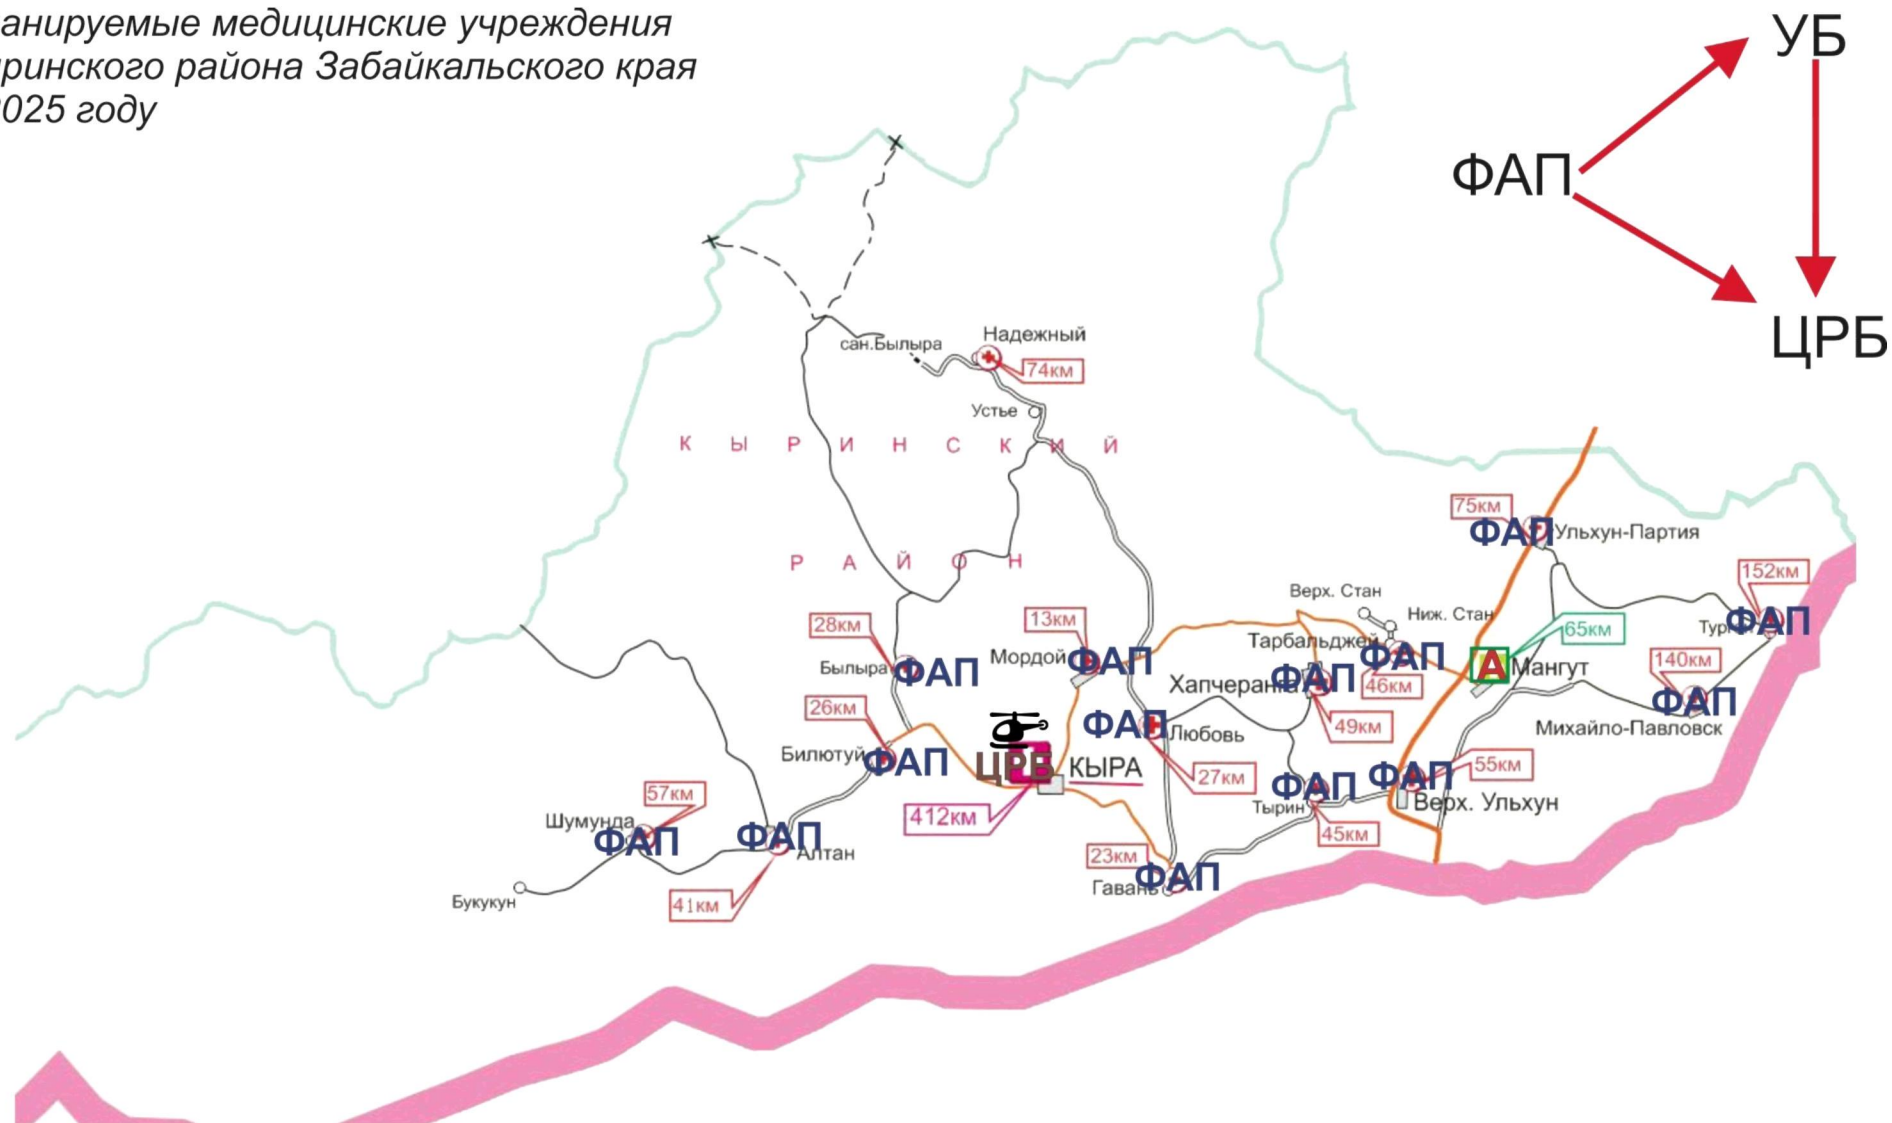 анируемые медицинские учреждения
ринского района Забайкальского края
025 году
УБ
ФАП
ЦРБ
Надежный
сан.Былыра
74км
Устье
КЫРИНСКИЙ
РАЙОН
75км
ФАП
Ульхун-Партия
152км
ФАП
Верх. Стан
Ниж. Стан
65км
28км
13км
Тарбальджей
ФАП
46км
Былыра
ФАП
Мордой
ФАП
Хапчеранга
ФАП
49км
А
Мангут
140км
ФАП
Михайло-Павловск
26км
ФАП
Любовь
27км
Билютуй
ФАП
ЦРБ
КЫРА
412км
ФАП
Тырин
45км
ФАП
55км
Верх. Ульхун
57км
Шумунда
ФАП
ФАП
Алтан
41км
23км
ФАП
Гавань
Букукун